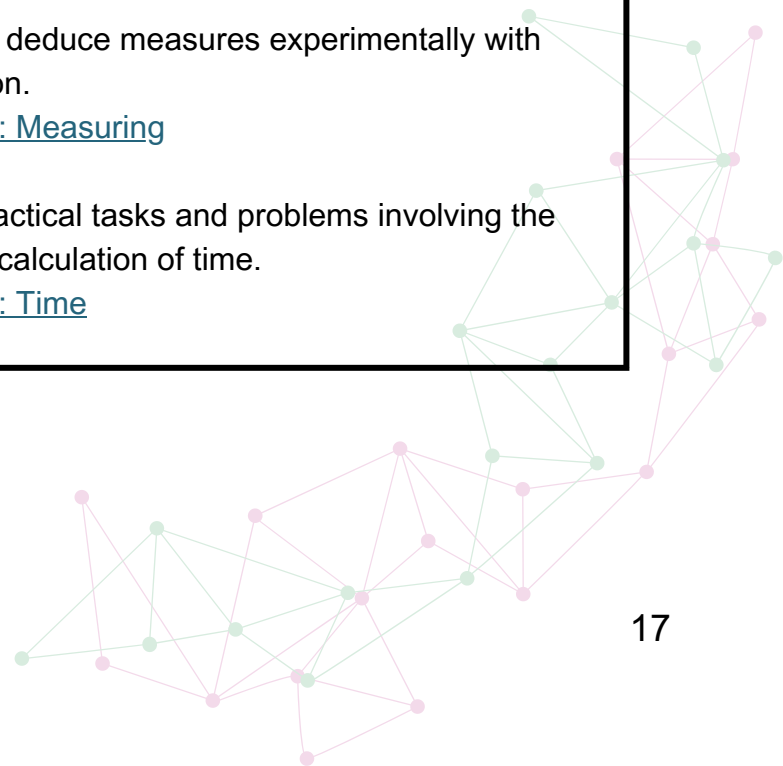 deduce measures experimentally with
on.
: Measuring
actical tasks and problems involving the
calculation of time.
: Time
17